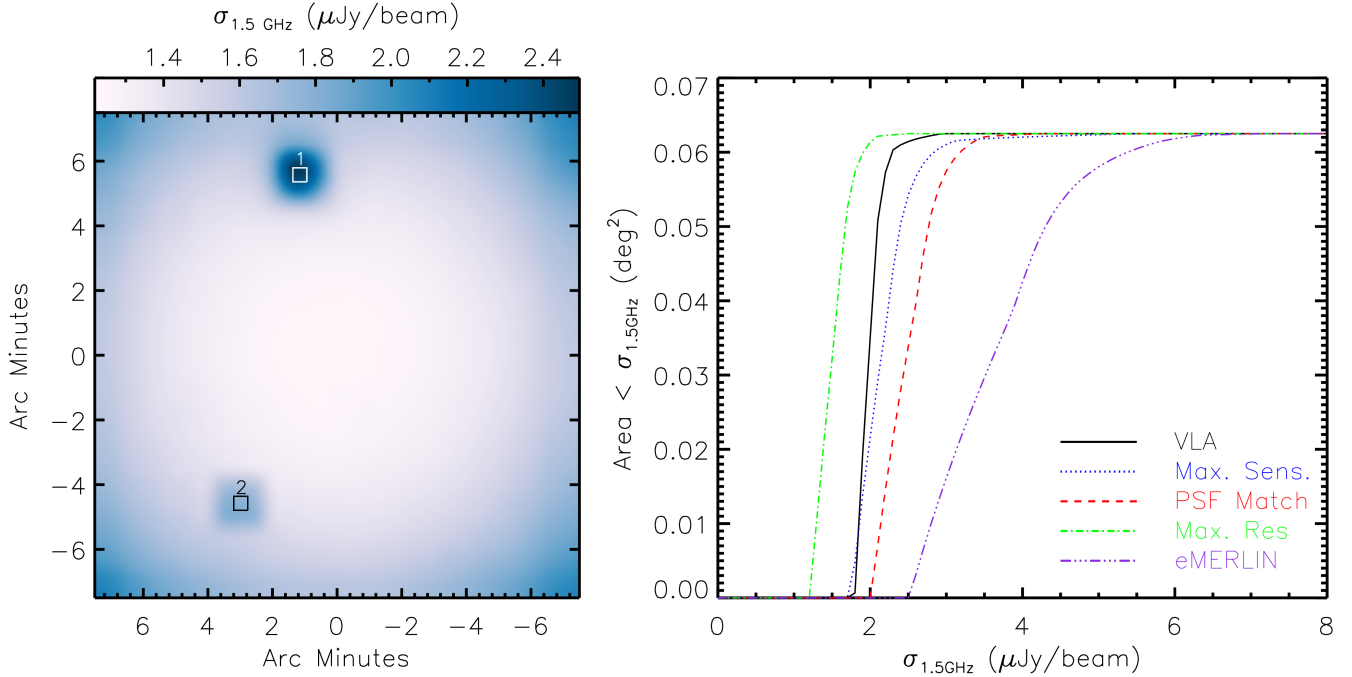 σ1.5 GHz (μJy/beam)
1.4 1.6 1.8 2.0 2.2 2.4
Arc Minutes
6
4
2
0
−2
−4
−6
1
2
6 4 2 0 −2 −4 −6
Arc Minutes
Area < σ1.5GHz (deg2)
0.07
0.06
0.05
0.04
0.03
0.02
0.01
0.00
VLA
Max. Sens.
PSF Match
Max. Res
eMERLIN
0 2 4 6 8
σ1.5GHz (μJy/beam)